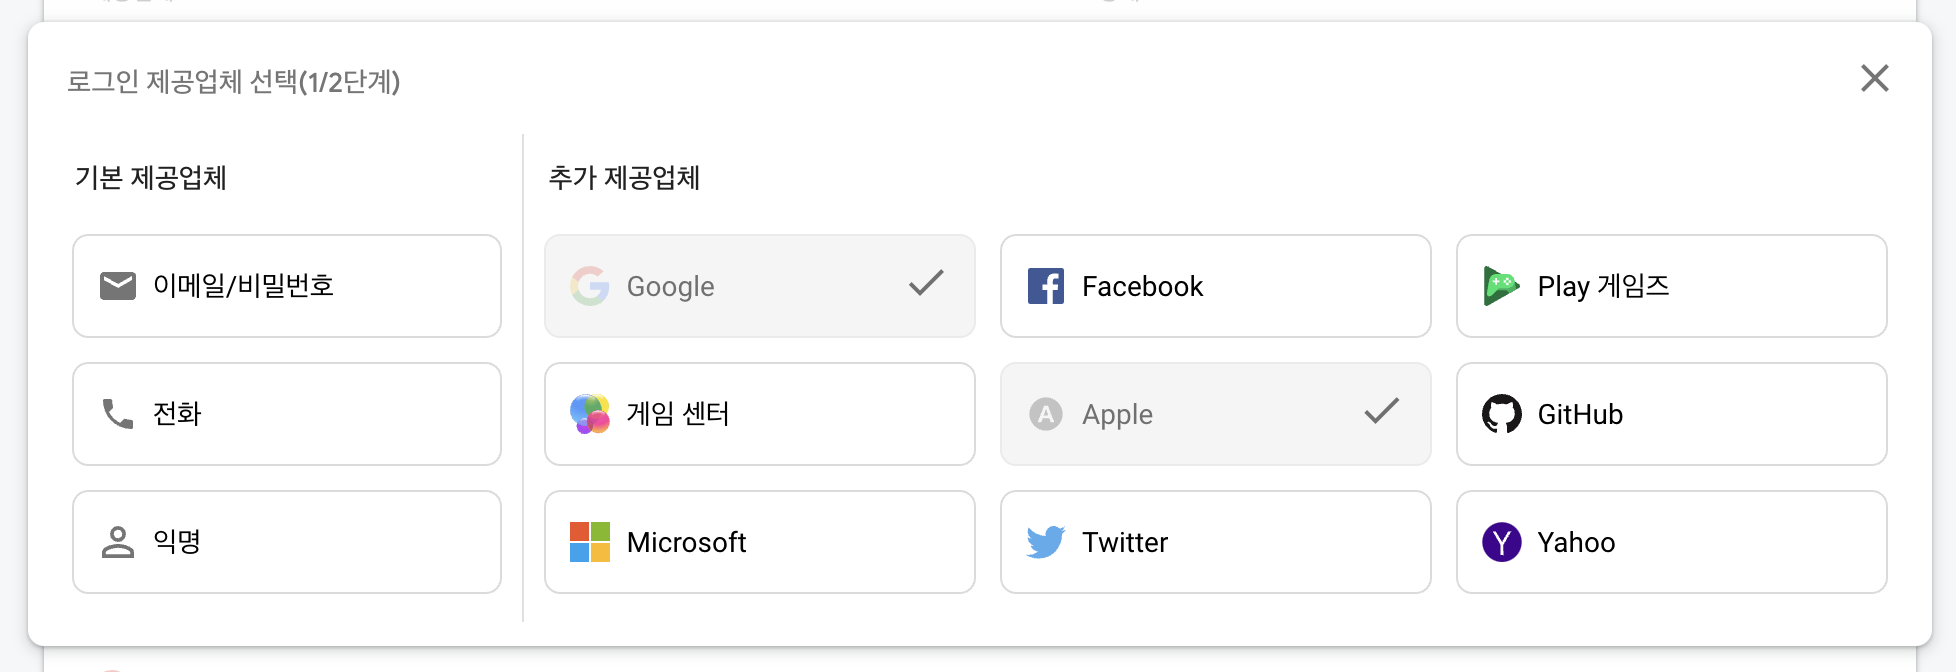 로그인 제공업체 선택(1/2단계)
기본 제공업체
이메일/비밀번호
전화
익명
추가 제공업체
Google
Facebook
Play 게임즈
게임 센터
A
Apple
GitHub
Microsoft
Twitter
Y
Yahoo